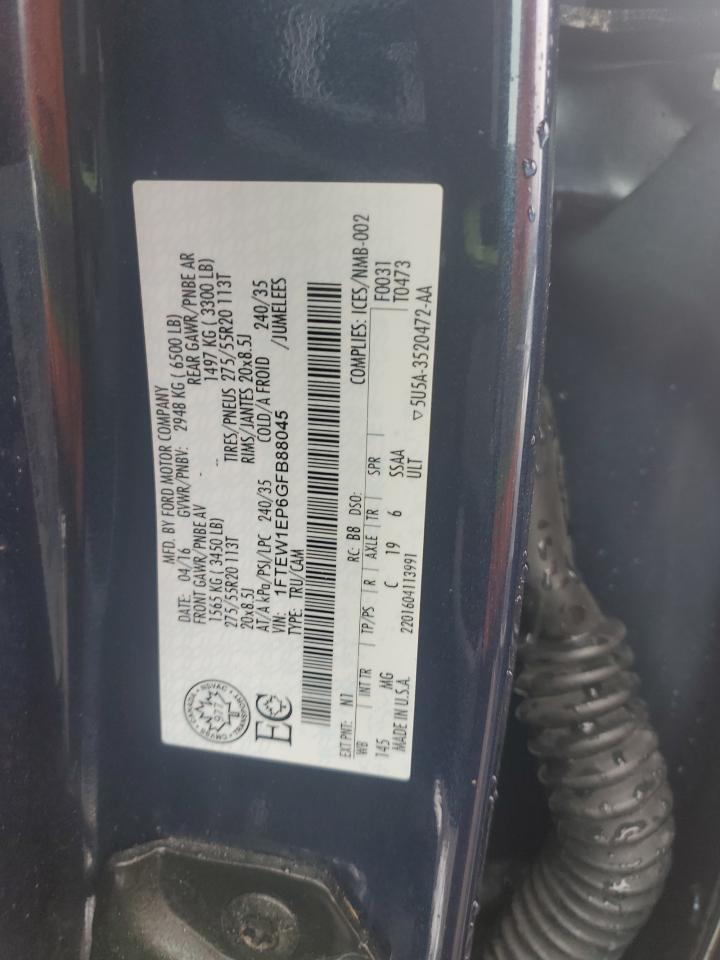 MFD. BY FORD MOTOR COMPANY
DATE: 04/16 GVWR/PNBV: 2948 KG ( 6500 LB)
FRONT GAWR/PNBE AV REAR GAWR/PNBE AR
1565 KG ( 3450 LB) 1497 KG ( 3300 LB)
275/55R20 113T TIRES/PNEUS 275/55R20 113T
20x8.5J RIMS/JANTES 20x8.5J
AT/A kPa/PSI/LPC 240/35 COLD/A FROID 240/35
VIN: 1FTEW1EP6GFB88045 /JUMELEES
TYPE: TRU/CAM
EC
977
EXT PNT: N1 RC: B8 DSO: COMPLIES: ICES/NMB-002
WB INT TR TP/PS R AXLE TR SPR F0031
145 MG C 19 6 SSAA T0473
MADE IN U.S.A. 2201604113991 ULT
▽ 5U5A-3520472-AA